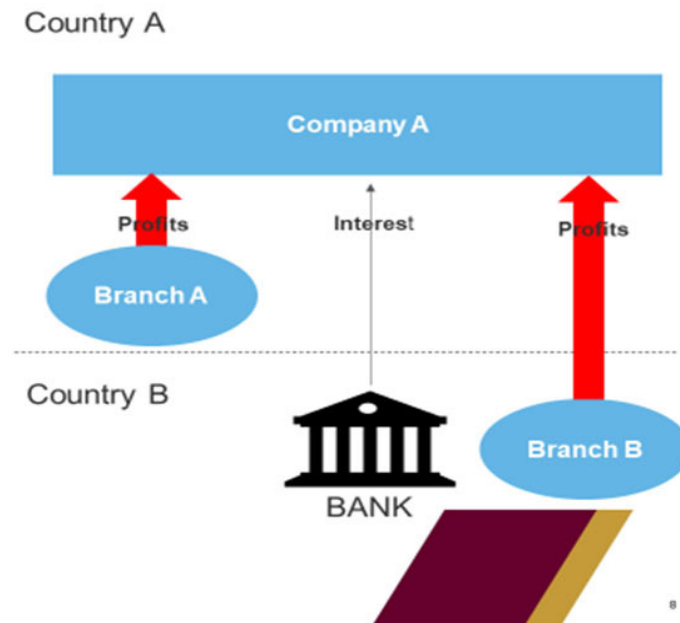 Country A
Company A
Profits
Interest
Profits
Branch A
Country B
Branch B
BANK
8